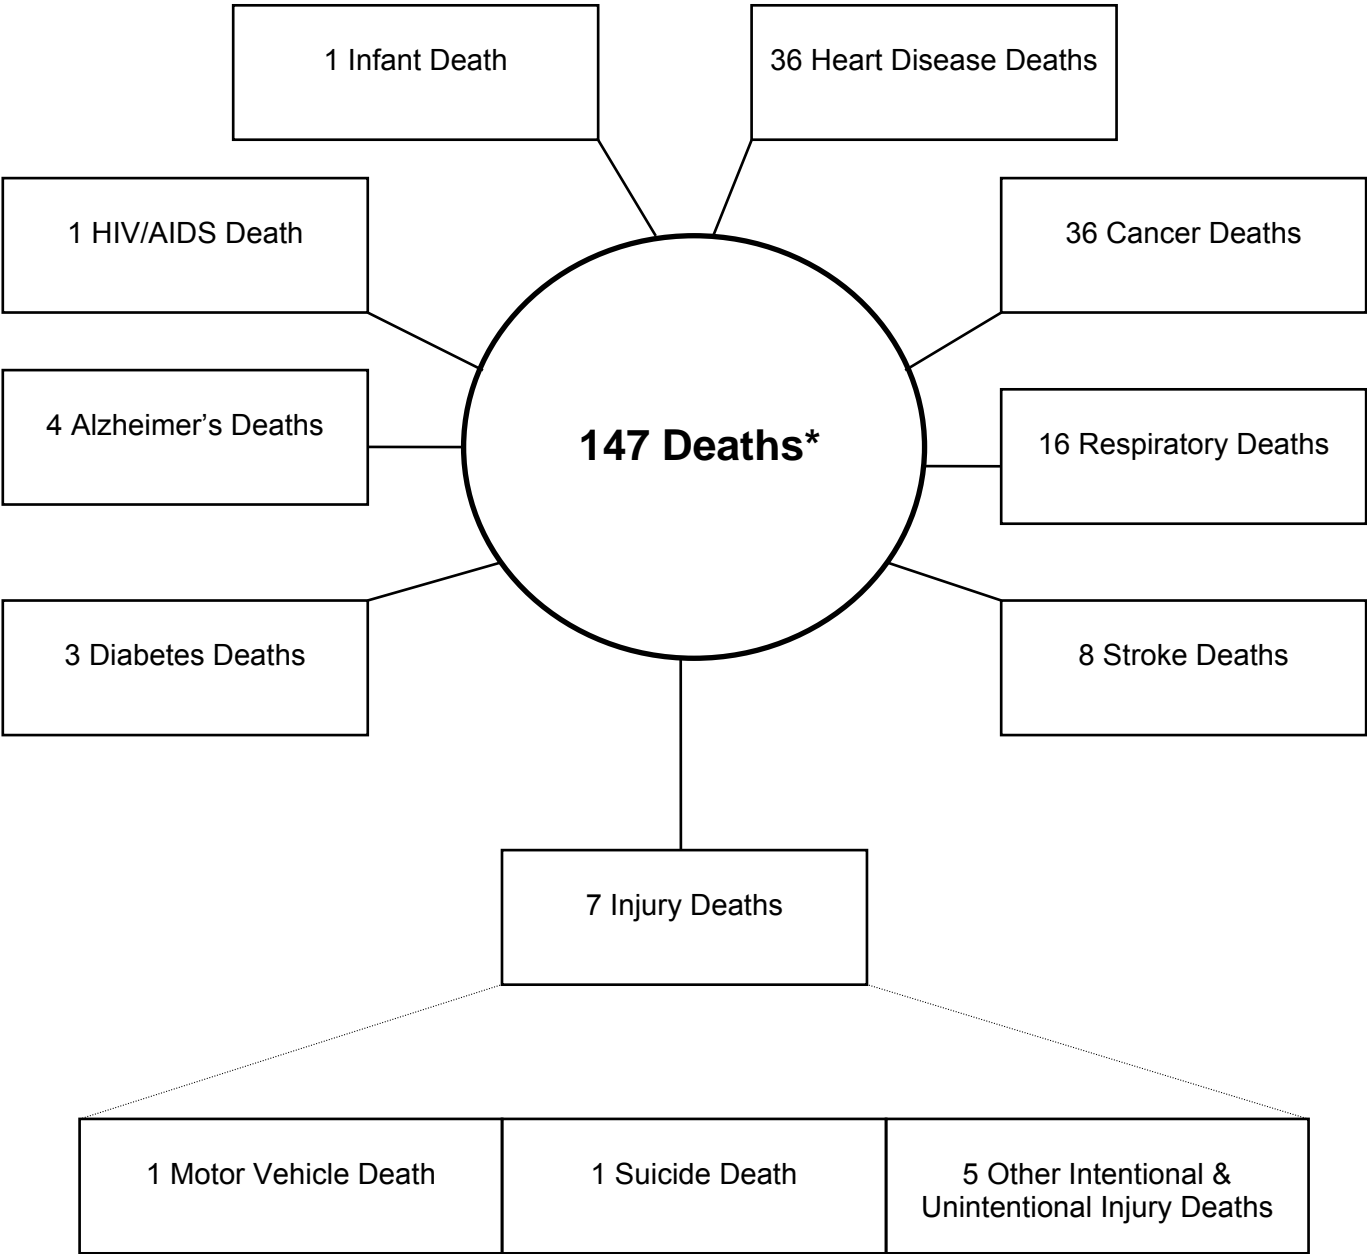 1 Infant Death
36 Heart Disease Deaths
1 HIV/AIDS Death
36 Cancer Deaths
4 Alzheimer’s Deaths
147 Deaths*
16 Respiratory Deaths
3 Diabetes Deaths
8 Stroke Deaths
7 Injury Deaths
1 Motor Vehicle Death
1 Suicide Death
5 Other Intentional &
Unintentional Injury Deaths